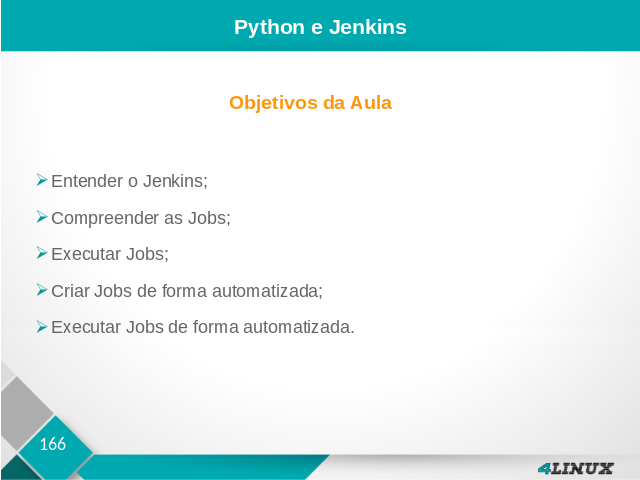 Python e Jenkins
Objetivos da Aula
Entender o Jenkins;
Compreender as Jobs;
Executar Jobs;
Criar Jobs de forma automatizada;
Executar Jobs de forma automatizada.
166
4LINUX